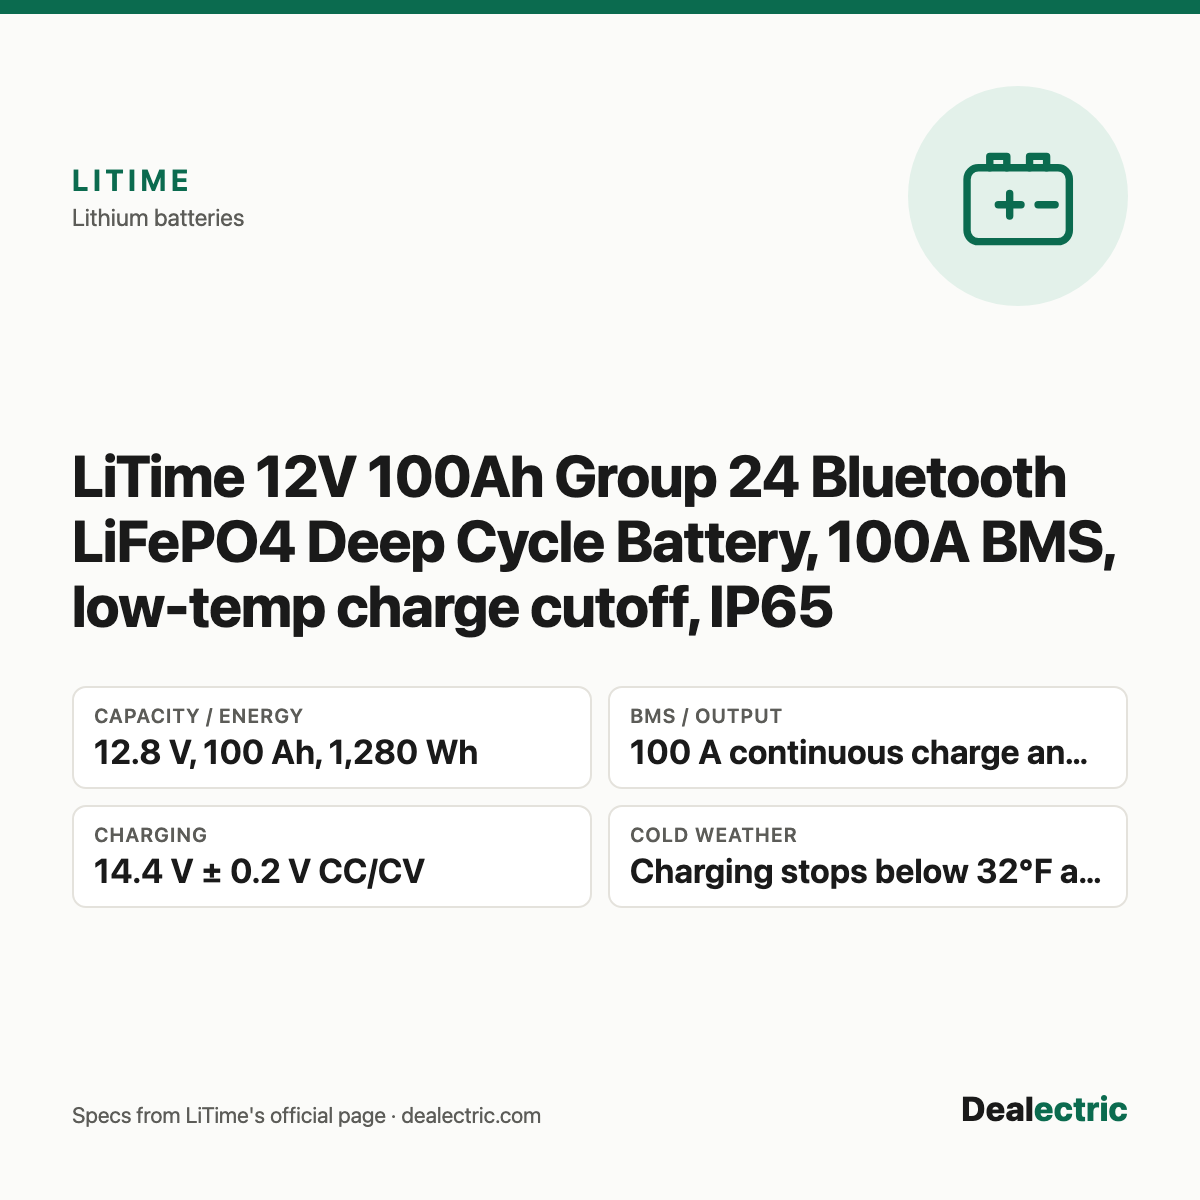 LITIME
Lithium batteries
LiTime 12V 100Ah Group 24 Bluetooth
LiFePO4 Deep Cycle Battery, 100A BMS,
low-temp charge cutoff, IP65
CAPACITY / ENERGY
12.8 V, 100 Ah, 1,280 Wh
BMS / OUTPUT
100 A continuous charge an…
CHARGING
14.4 V ± 0.2 V CC/CV
COLD WEATHER
Charging stops below 32°F a…
Specs from LiTime's official page · dealectric.com
Dealectric